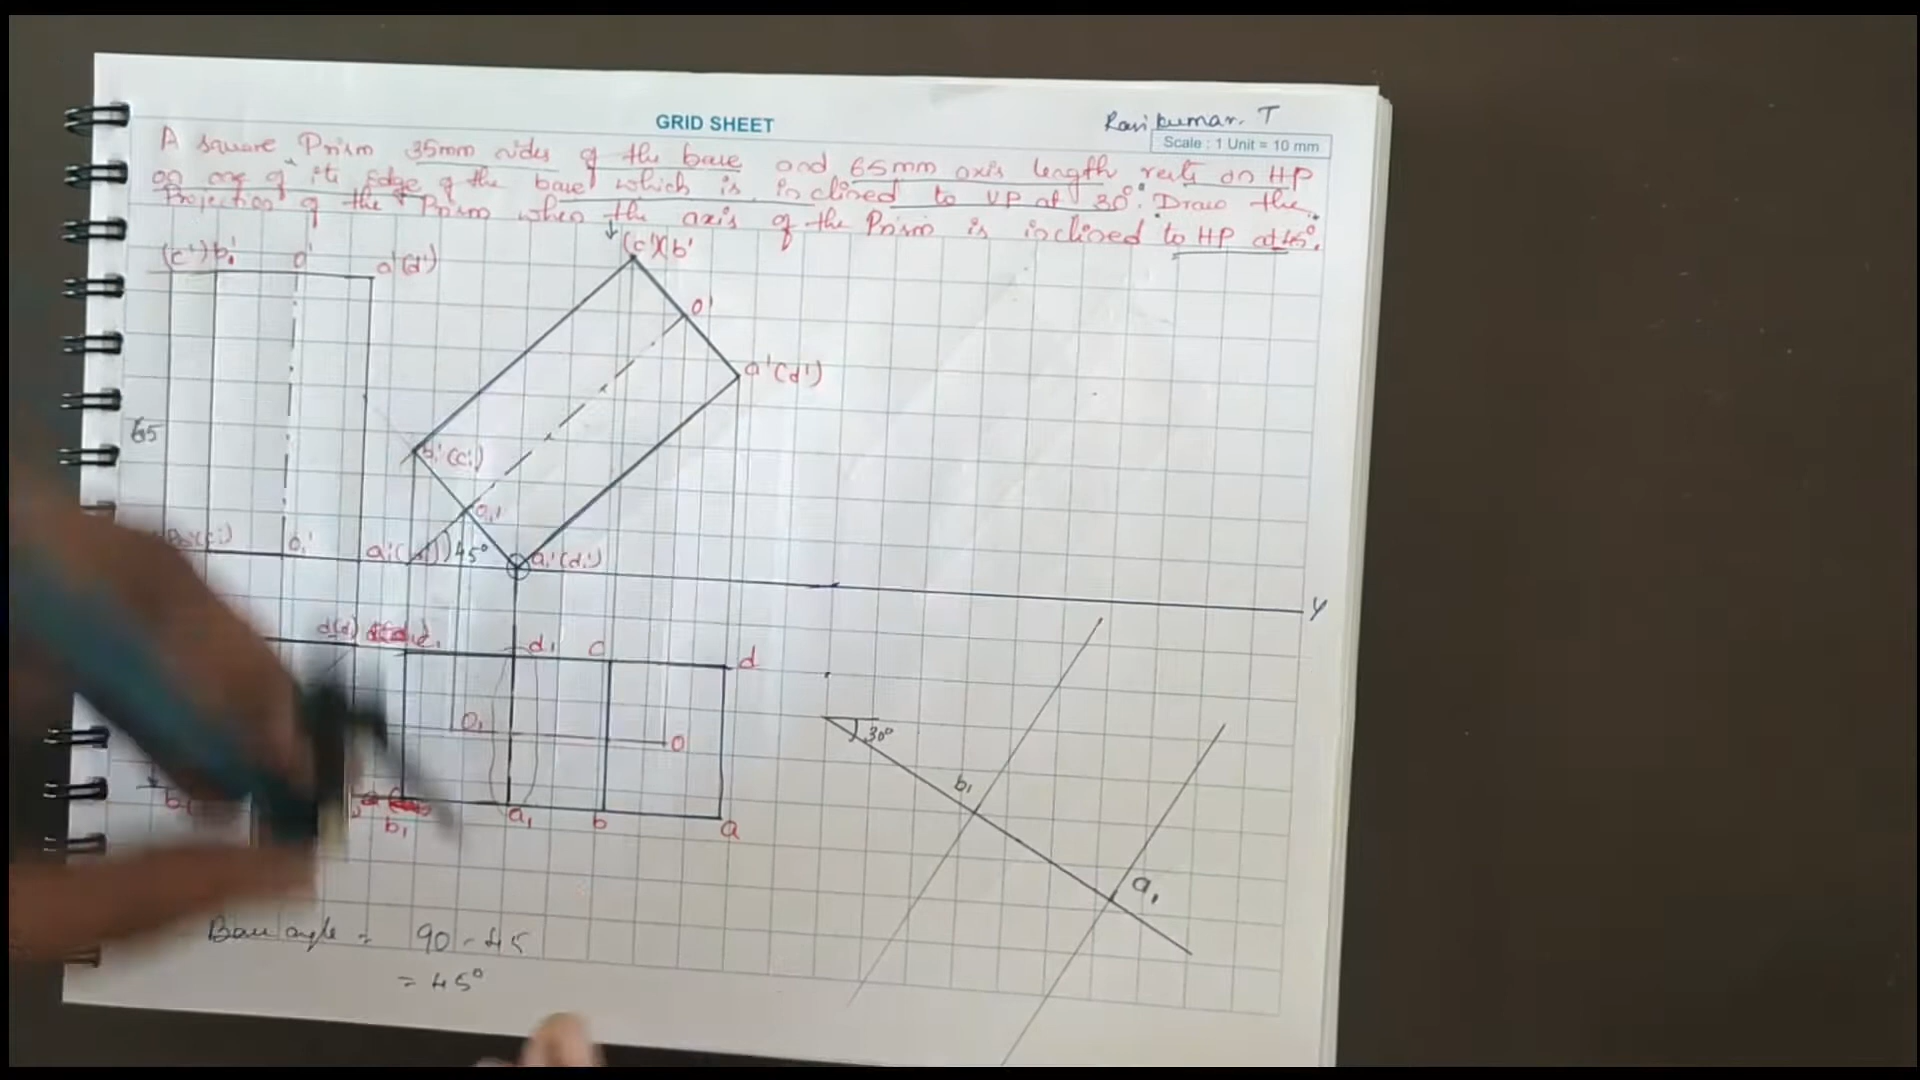 GRID SHEET
Ravi kumar. T
Scale : 1 Unit = 10 mm
A square Prism 35mm sides of the base and 65mm axis length rests on HP
on one of its Edge of the base which is inclined to VP at 30°. Draw the
Projection of the Prism when the axis of the Prism is inclined to HP at 45°.
(c')b' o' a'(d')
(c')(b'
o'
a'(d')
65
b₁'(c₁')
o₁'
o₁' 45° a₁'(d₁')
y
d(d₁) d₁ c d
30°
o₁ o
b₁
b₁ a₁ b a
a₁
Base angle = 90 - 45
= 45°